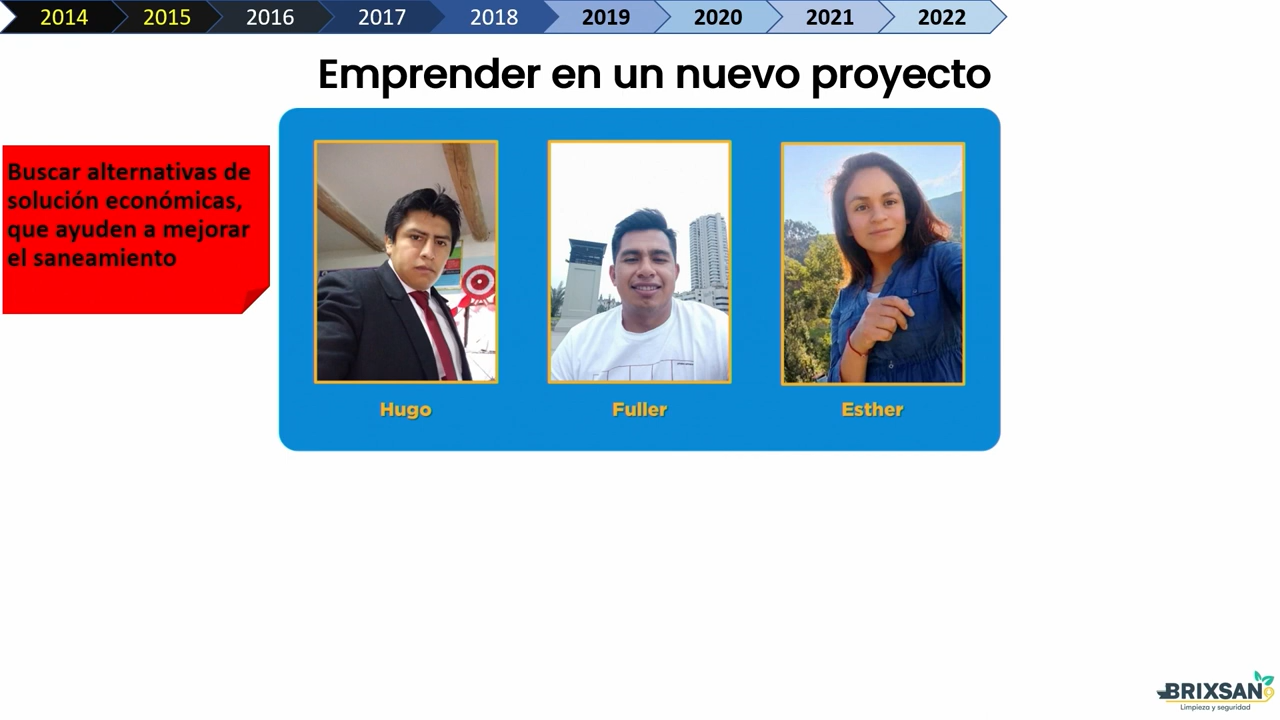 2014 2015 2016 2017 2018 2019 2020 2021 2022
Emprender en un nuevo proyecto
Buscar alternativas de
solución económicas,
que ayuden a mejorar
el saneamiento
Hugo Fuller Esther
BRIXSAN
Limpieza y seguridad